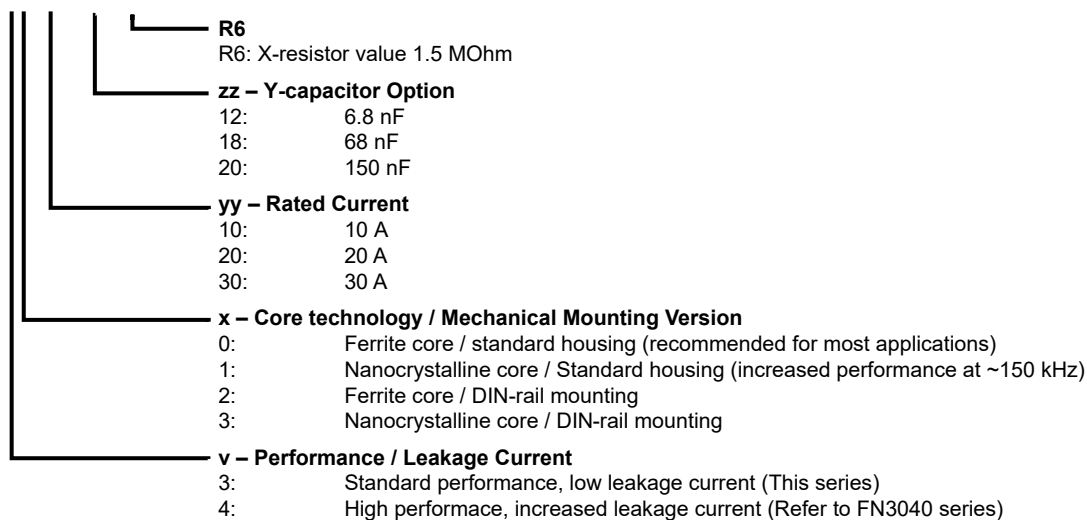 R6
R6: X-resistor value 1.5 MOhm
zz – Y-capacitor Option
12: 6.8 nF
18: 68 nF
20: 150 nF
yy – Rated Current
10: 10 A
20: 20 A
30: 30 A
x – Core technology / Mechanical Mounting Version
0: Ferrite core / standard housing (recommended for most applications)
1: Nanocrystalline core / Standard housing (increased performance at ~150 kHz)
2: Ferrite core / DIN-rail mounting
3: Nanocrystalline core / DIN-rail mounting
v – Performance / Leakage Current
3: Standard performance, low leakage current (This series)
4: High performace, increased leakage current (Refer to FN3040 series)